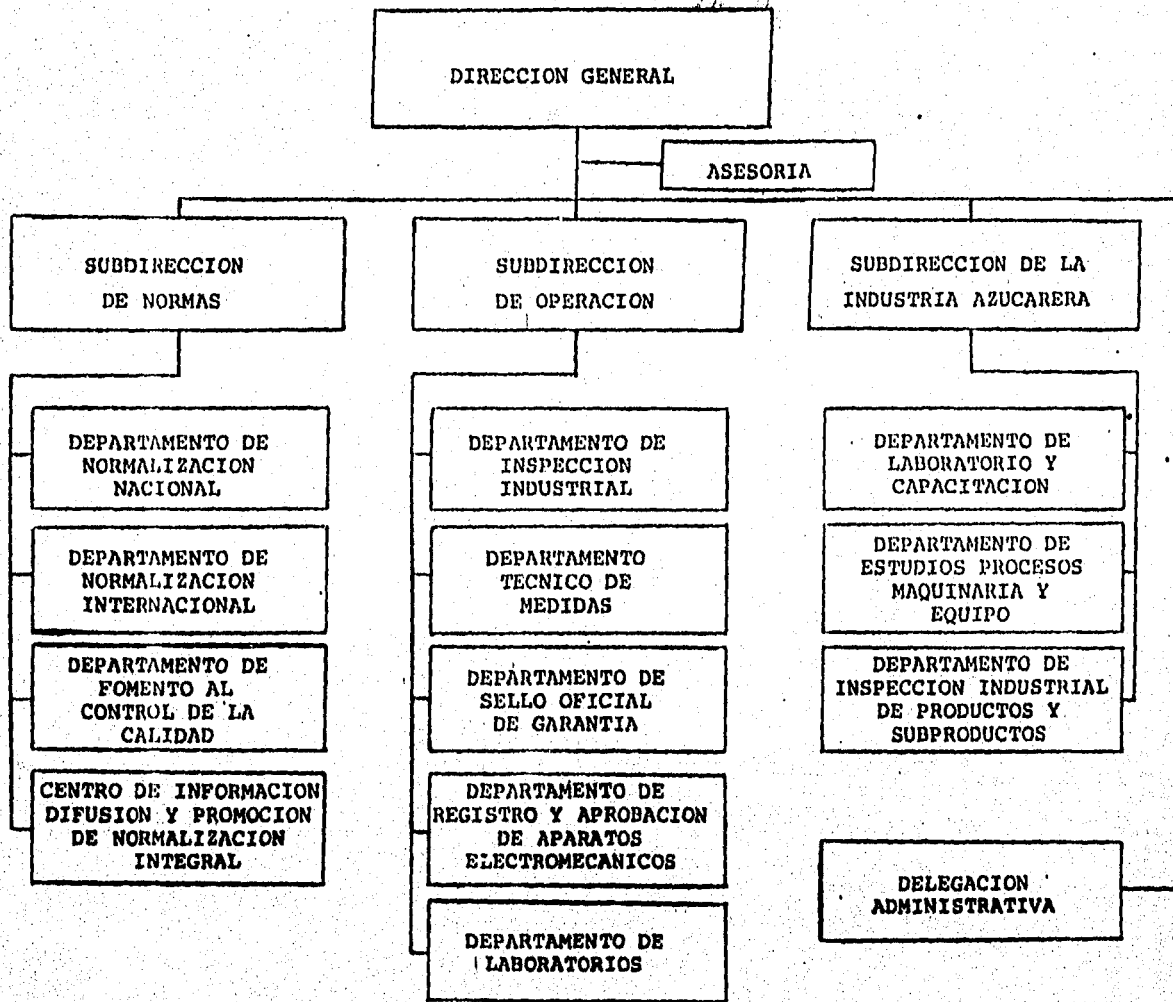 DIRECCION GENERAL
ASESORIA
SUBDIRECCION
DE NORMAS
SUBDIRECCION
DE OPERACION
SUBDIRECCION DE LA
INDUSTRIA AZUCARERA
DEPARTAMENTO DE
NORMALIZACION
NACIONAL
DEPARTAMENTO DE
NORMALIZACION
INTERNACIONAL
DEPARTAMENTO DE
FOMENTO AL
CONTROL DE LA
CALIDAD
CENTRO DE INFORMACION
DIFUSION Y PROMOCION
DE NORMALIZACION
INTEGRAL
DEPARTAMENTO DE
INSPECCION
INDUSTRIAL
DEPARTAMENTO
TECNICO DE
MEDIDAS
DEPARTAMENTO DE
SELLO OFICIAL
DE GARANTIA
DEPARTAMENTO DE
REGISTRO Y APROBACION
DE APARATOS
ELECTROMECANICOS
DEPARTAMENTO DE
LABORATORIOS
DEPARTAMENTO DE
LABORATORIO Y
CAPACITACION
DEPARTAMENTO DE
ESTUDIOS PROCESOS
MAQUINARIA Y
EQUIPO
DEPARTAMENTO DE
INSPECCION INDUSTRIAL
DE PRODUCTOS Y
SUBPRODUCTOS
DELEGACION
ADMINISTRATIVA